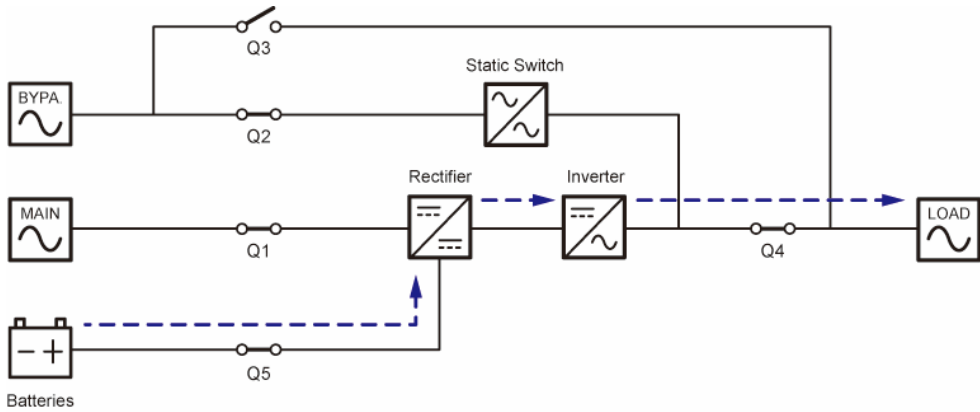 Q3
Static Switch
BYPA.
Q2
Rectifier
Inverter
MAIN
LOAD
Q1
Q4
Q5
Batteries